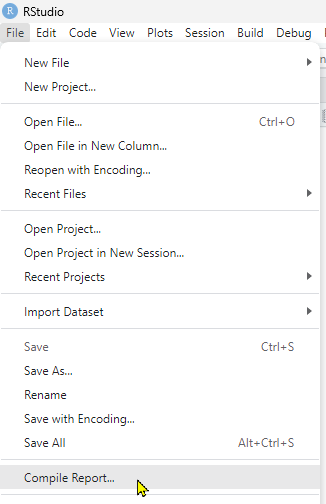 R RStudio
File Edit Code View Plots Session Build Debug
New File
New Project...
Open File... Ctrl+O
Open File in New Column...
Reopen with Encoding...
Recent Files
Open Project...
Open Project in New Session...
Recent Projects
Import Dataset
Save Ctrl+S
Save As...
Rename
Save with Encoding...
Save All Alt+Ctrl+S
Compile Report...